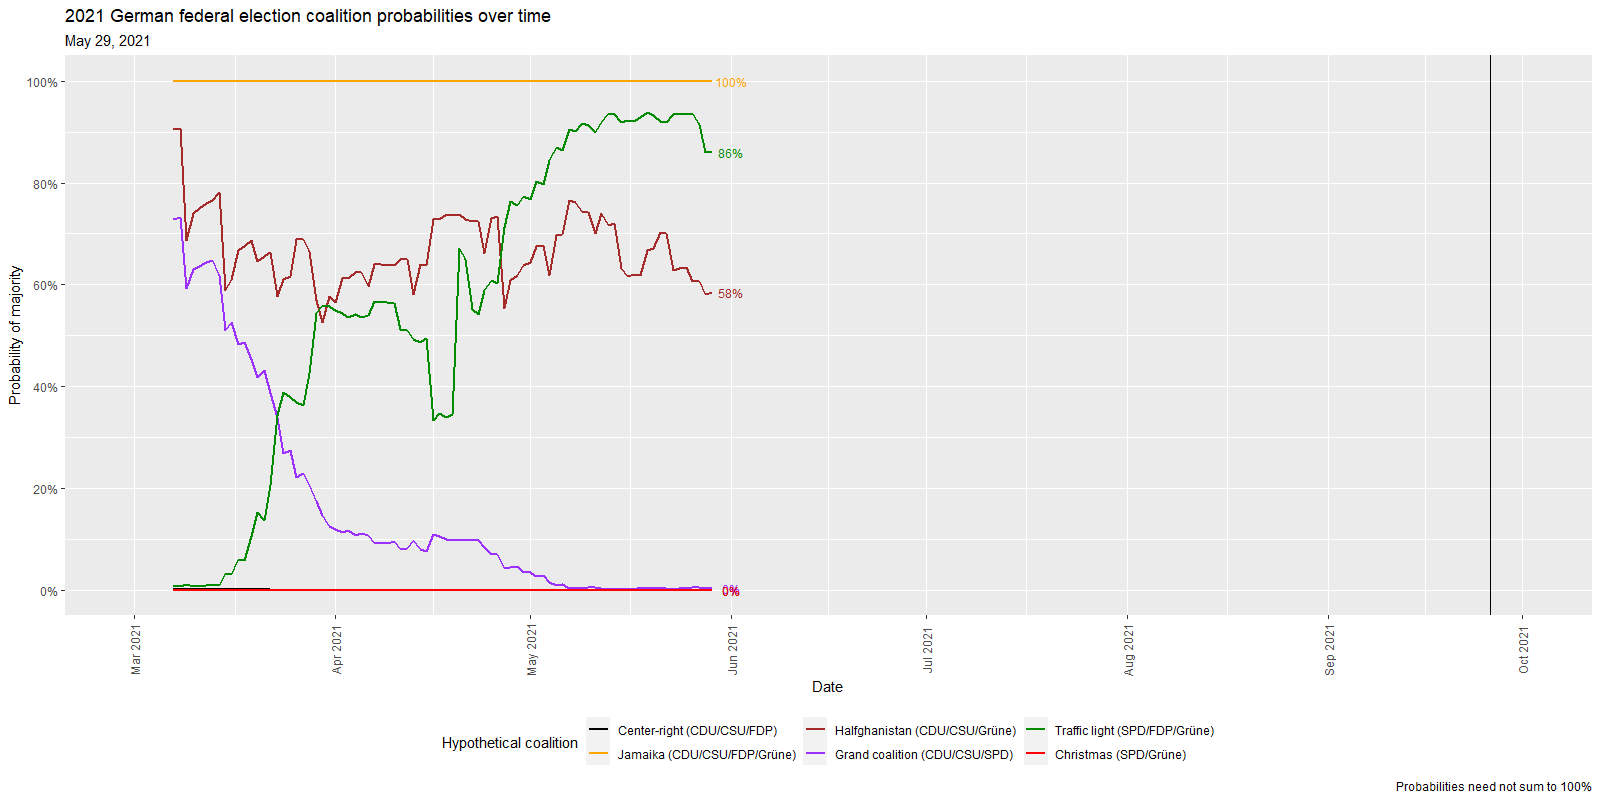 2021 German federal election coalition probabilities over time
May 29, 2021
Probability of majority
100%
80%
60%
40%
20%
0%
100%
86%
58%
0%
0%
Mar 2021
Apr 2021
May 2021
Jun 2021
Jul 2021
Aug 2021
Sep 2021
Oct 2021
Date
Hypothetical coalition
Center-right (CDU/CSU/FDP)
Halfghanistan (CDU/CSU/Grüne)
Traffic light (SPD/FDP/Grüne)
Jamaika (CDU/CSU/FDP/Grüne)
Grand coalition (CDU/CSU/SPD)
Christmas (SPD/Grüne)
Probabilities need not sum to 100%